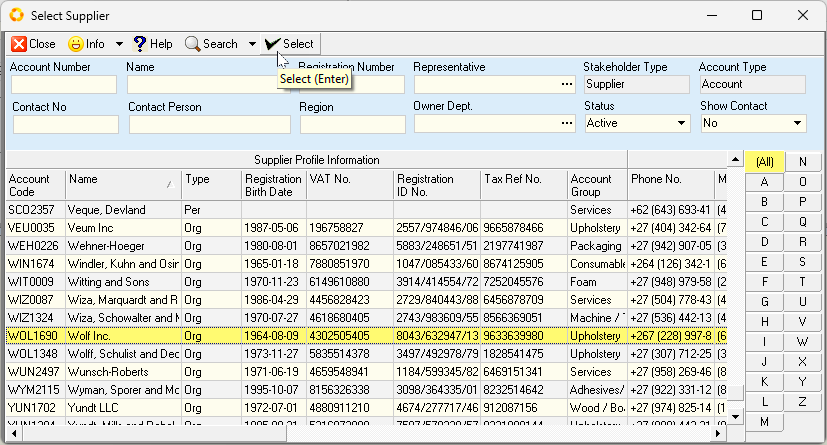 Select Supplier
Close Info Help Search Select
Account Number Name Registration Number Representative Stakeholder Type Account Type
Select (Enter) ... Supplier Account
Contact No Contact Person Region Owner Dept. Status Show Contact
... Active No
Supplier Profile Information
Account Code Name Type Registration Birth Date VAT No. Registration ID No. Tax Ref No. Account Group Phone No. M
SCO2357 Veque, Devland Per Services +62 (643) 693-41 (4
VEU0035 Veum Inc Org 1987-05-06 196758827 2557/974846/06 9665878466 Upholstery +27 (404) 342-64 (7
WEH0226 Wehner-Hoeger Org 1980-08-01 8657021982 5883/248651/51 2197741987 Packaging +27 (942) 907-05 (3
WIN1674 Windler, Kuhn and Osin Org 1965-01-18 7880851970 1047/085433/60 8674125905 Consumable +264 (126) 342-1 (6
WIT0009 Witting and Sons Org 1970-11-23 6149610880 3914/414554/72 7252045576 Foam +27 (948) 979-58 (2
WIZ0087 Wiza, Marquardt and R Org 1986-04-29 4456828423 2729/840443/88 6456878709 Services +27 (504) 778-43 (4
WIZ1324 Wiza, Schowalter and M Org 1970-07-27 4618680405 2743/983609/55 8566369051 Machine / T +27 (536) 442-13 (4
WOL1690 Wolf Inc. Org 1964-08-09 4302505405 8043/632947/13 9633639980 Upholstery +267 (228) 997-8 (6
WOL1348 Wolff, Schulist and Dec Org 1973-11-27 5835514378 3497/492978/79 1828541475 Upholstery +27 (307) 712-25 (3
WUN2497 Wunsch-Roberts Org 1971-06-19 4659548941 1184/599345/82 6469151341 Services +27 (958) 269-46 (8
WYM2115 Wyman, Sporer and Mo Org 1995-10-07 8156326338 3098/364335/01 8232514642 Adhesives/ +27 (922) 331-12 (8
YUN1702 Yundt LLC Org 1972-07-01 4880911210 4674/277717/46 912087156 Wood / Boa +27 (974) 825-14 (1
Org
(All) N
A O
B P
C Q
D R
E S
F T
G U
H V
I W
J X
K Y
L Z
M